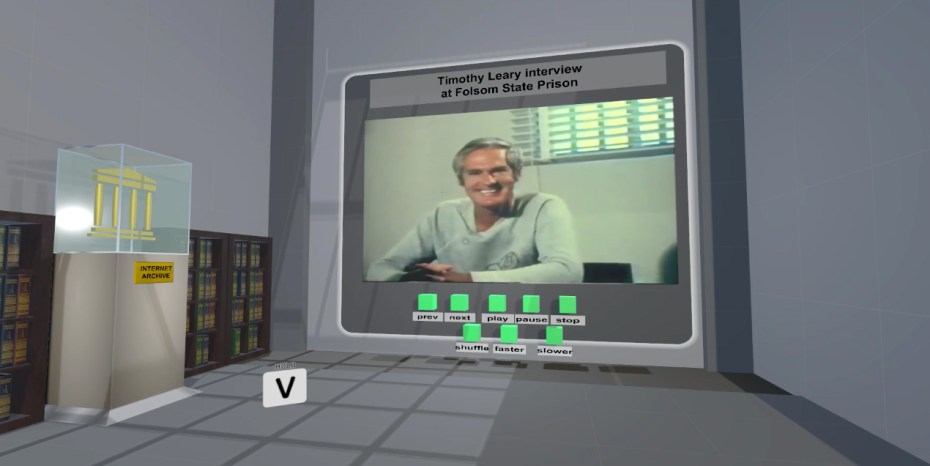 Timothy Leary interview
at Folsom State Prison
INTERNET
ARCHIVE
prev
next
play
pause
stop
shuffle
faster
slower
V